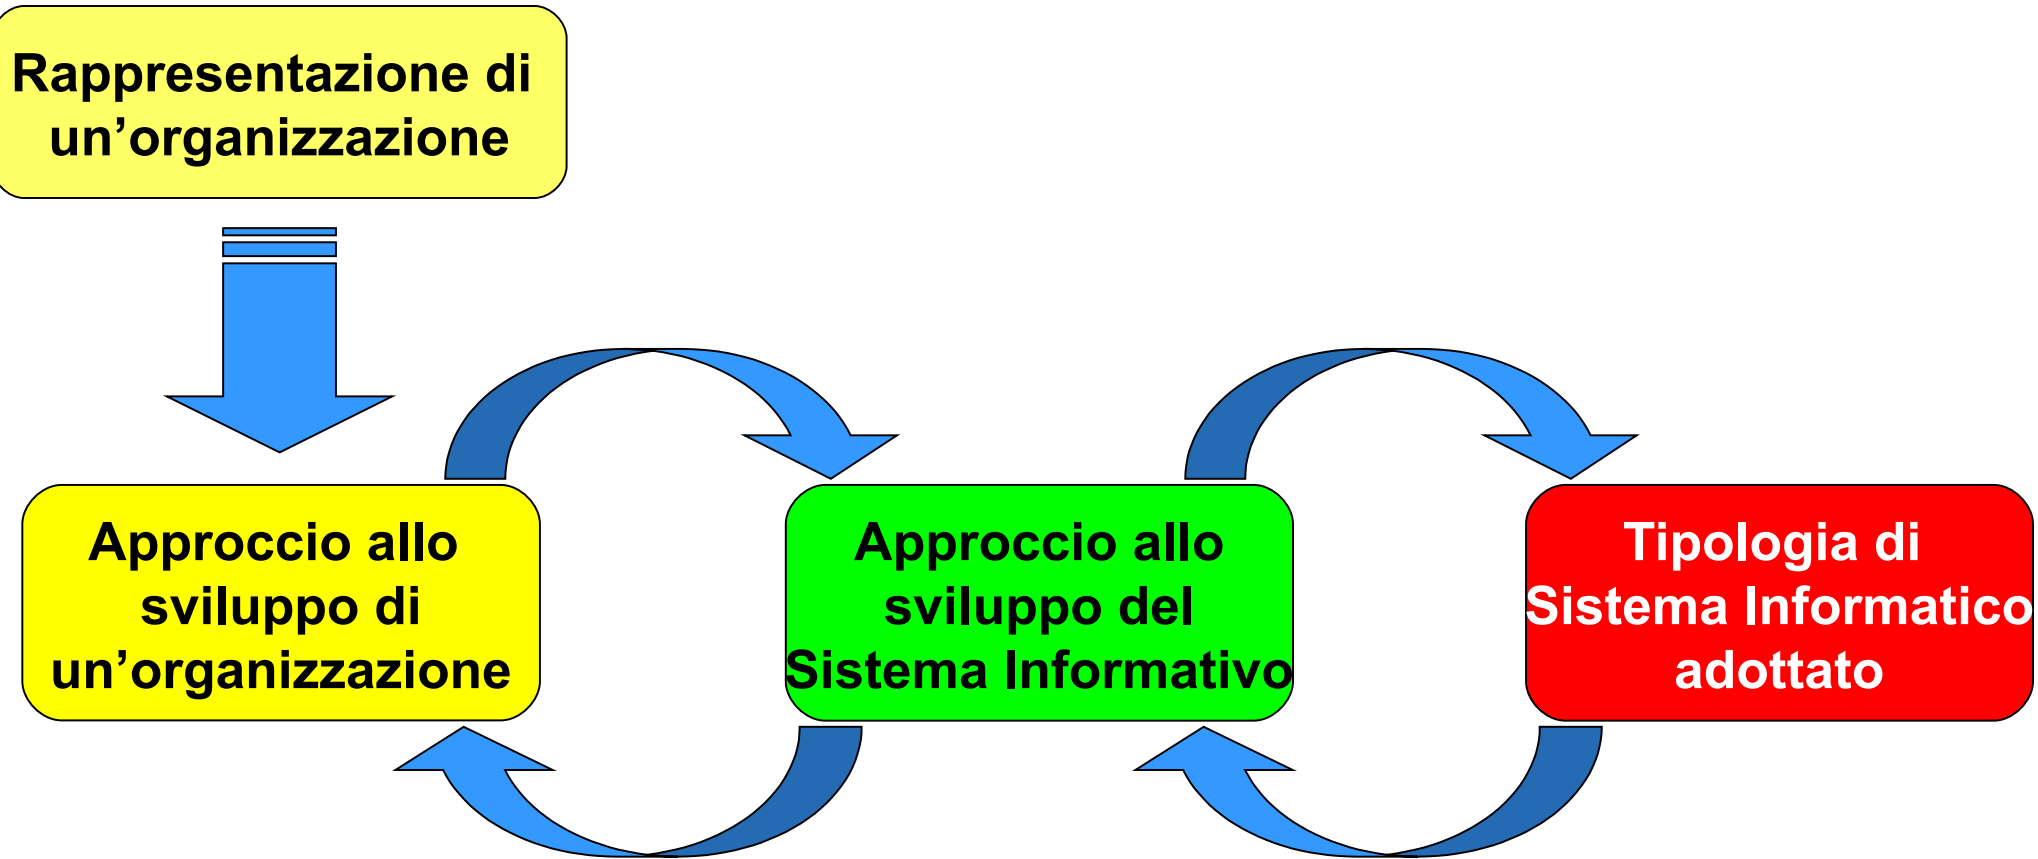 Rappresentazione di
un’organizzazione
Approccio allo
sviluppo di
un’organizzazione
Approccio allo
sviluppo del
Sistema Informativo
Tipologia di
Sistema Informatico
adottato